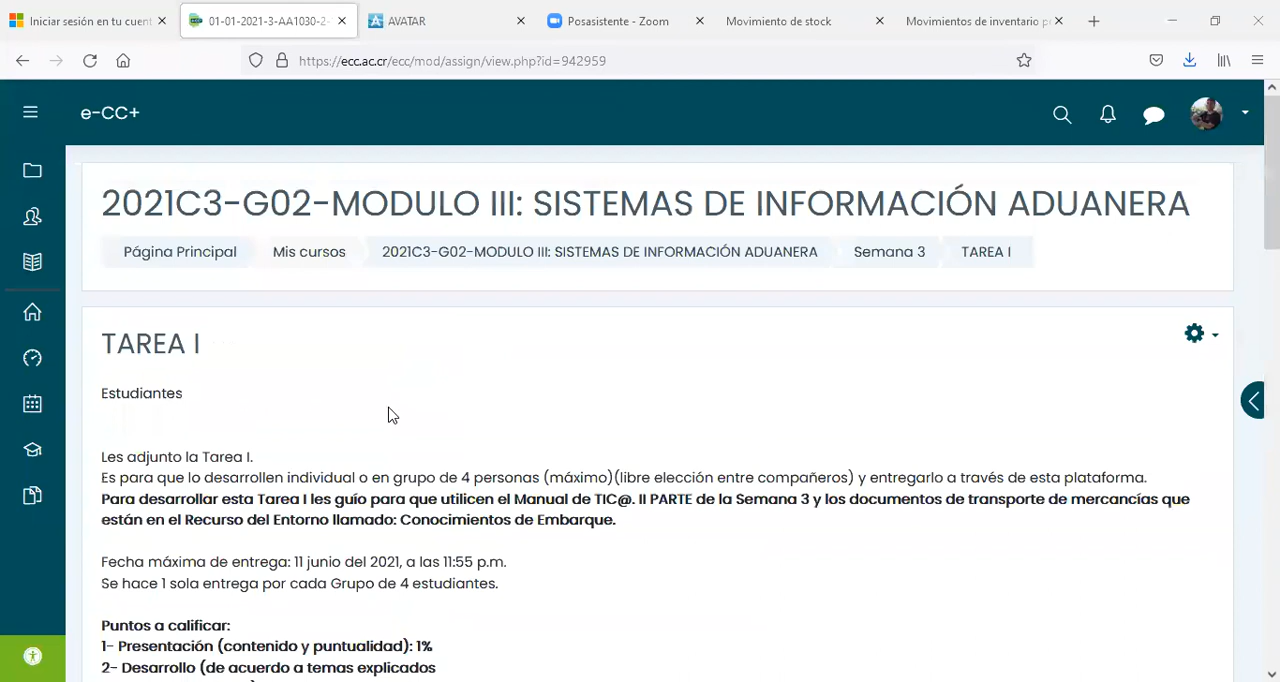 Iniciar sesión en tu cuent
01-01-2021-3-AA1030-2-
AVATAR
Posasistente - Zoom
Movimiento de stock
Movimientos de inventario p
https://ecc.ac.cr/ecc/mod/assign/view.php?id=942959
e-CC+
2021C3-G02-MODULO III: SISTEMAS DE INFORMACIÓN ADUANERA
Página Principal
Mis cursos
2021C3-G02-MODULO III: SISTEMAS DE INFORMACIÓN ADUANERA
Semana 3
TAREA I
TAREA I
Estudiantes
Les adjunto la Tarea I.
Es para que lo desarrollen individual o en grupo de 4 personas (máximo)(libre elección entre compañeros) y entregarlo a través de esta plataforma.
Para desarrollar esta Tarea I les guío para que utilicen el Manual de TIC@. II PARTE de la Semana 3 y los documentos de transporte de mercancías que
están en el Recurso del Entorno llamado: Conocimientos de Embarque.
Fecha máxima de entrega: 11 junio del 2021, a las 11:55 p.m.
Se hace 1 sola entrega por cada Grupo de 4 estudiantes.
Puntos a calificar:
1- Presentación (contenido y puntualidad): 1%
2- Desarrollo (de acuerdo a temas explicados